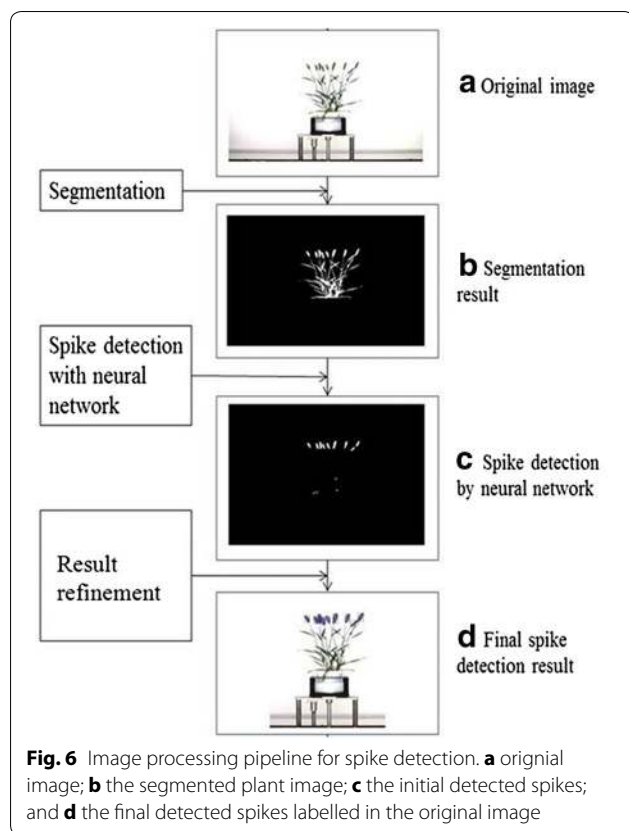 a Original image
Segmentation
b Segmentation
result
Spike detection
with neural
network
c Spike detection
by neural network
Result
refinement
d Final spike
detection result
Fig. 6 Image processing pipeline for spike detection. a orignial
image; b the segmented plant image; c the initial detected spikes;
and d the final detected spikes labelled in the original image